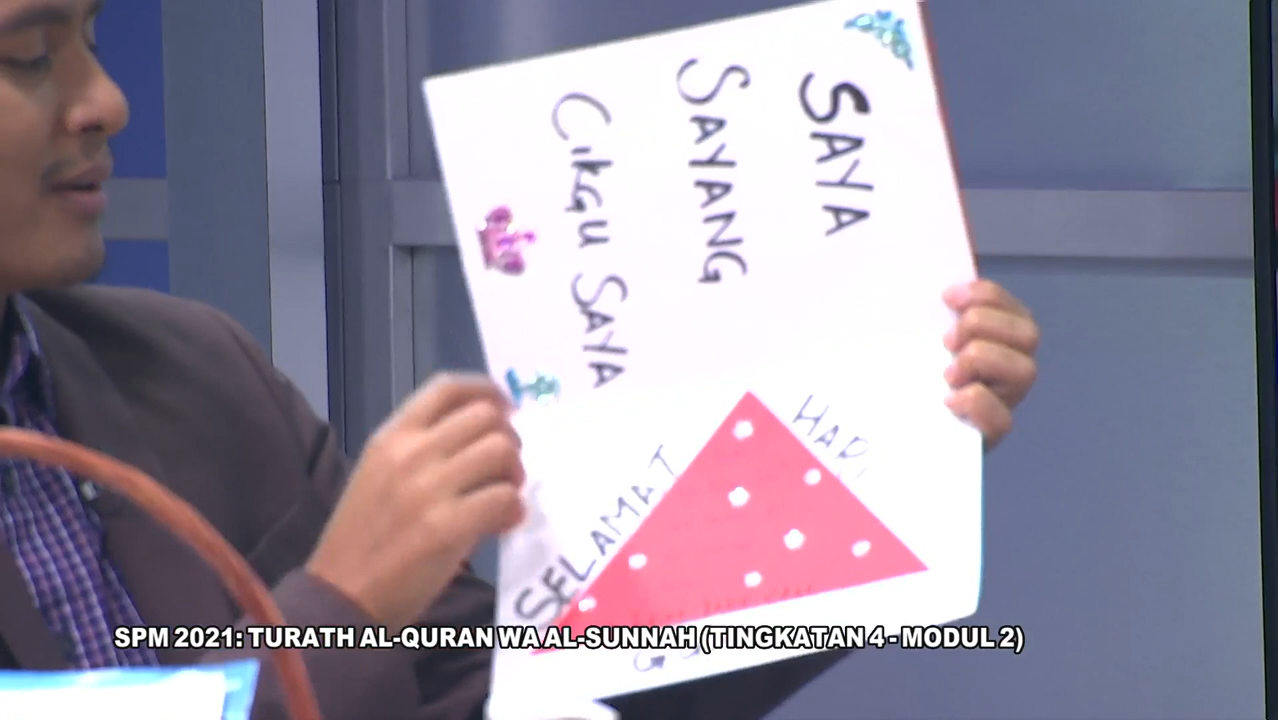 SAYA
SAYANG
CIKGU SAYA
SELAMAT
HARI
SPM 2021: TURATH AL-QURAN WA AL-SUNNAH (TINGKATAN 4 - MODUL 2)